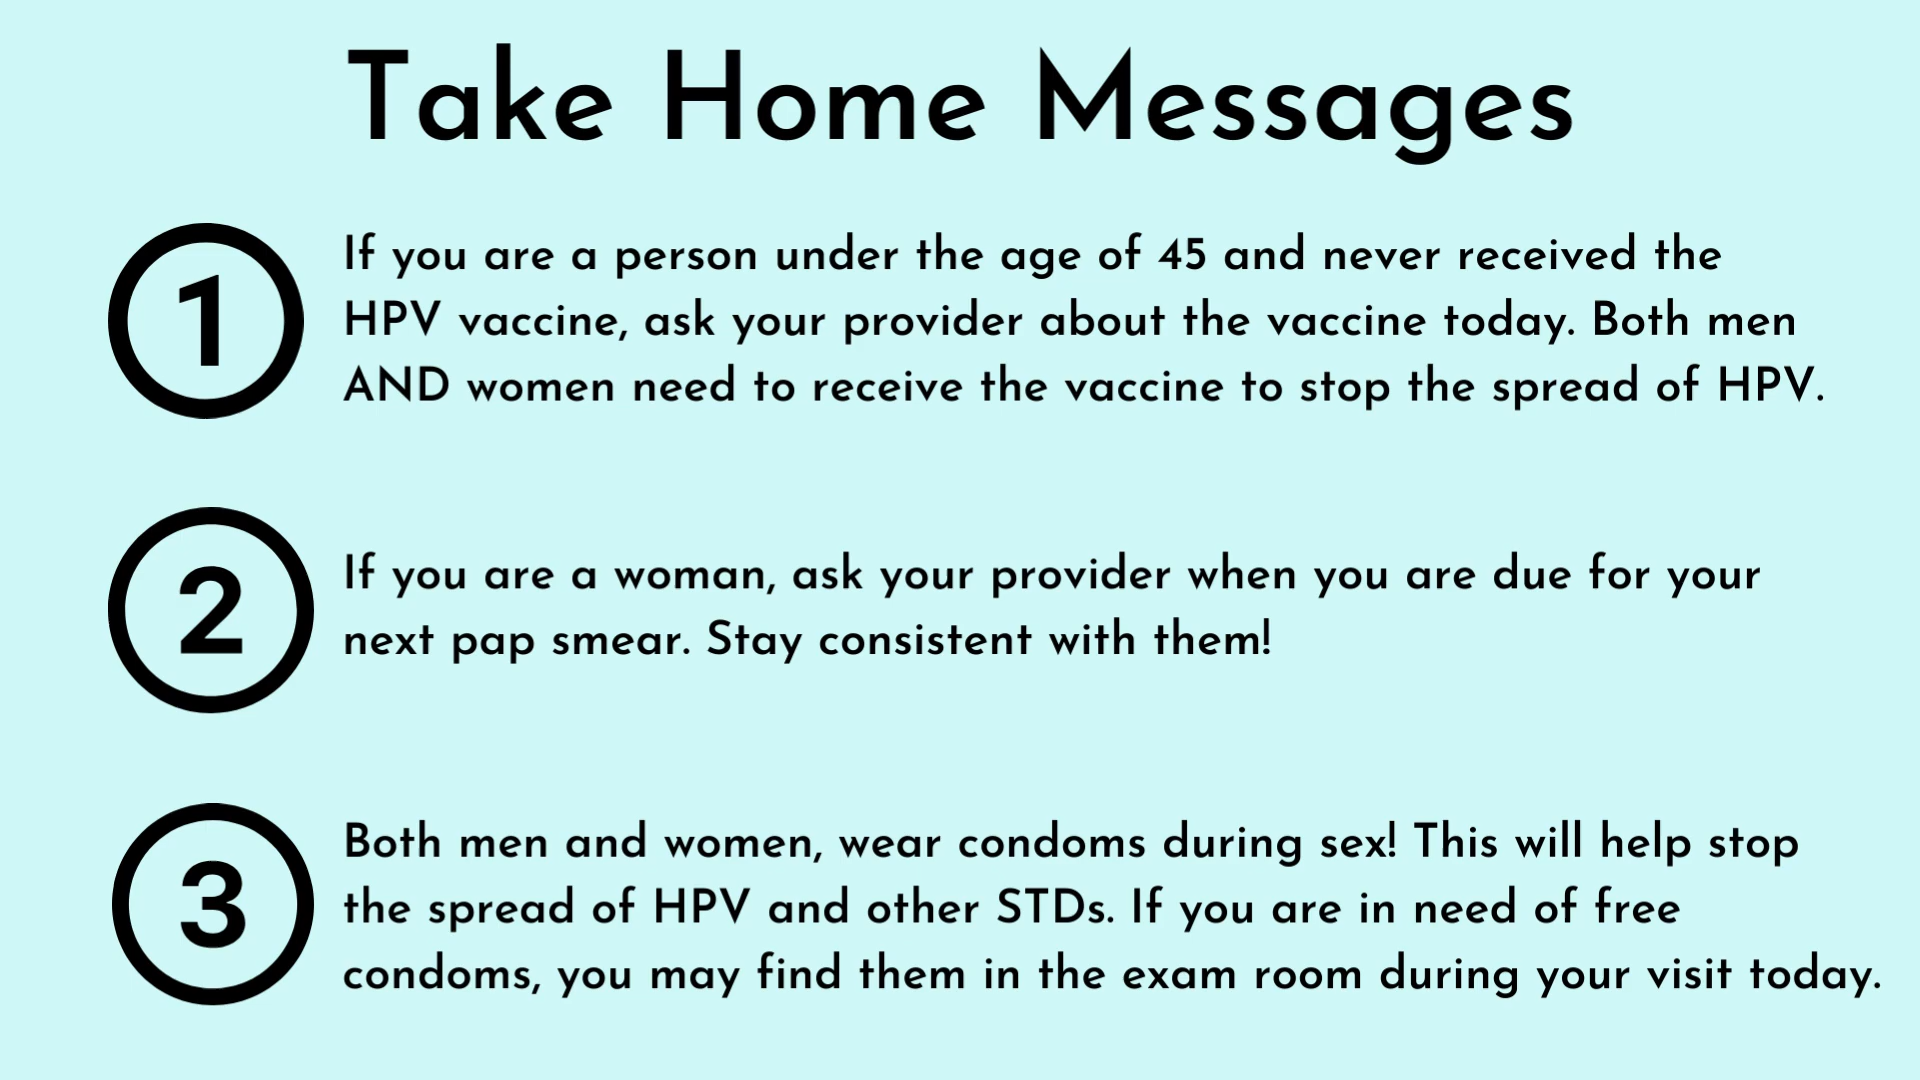 Take Home Messages
1
If you are a person under the age of 45 and never received the
HPV vaccine, ask your provider about the vaccine today. Both men
AND women need to receive the vaccine to stop the spread of HPV.
2
If you are a woman, ask your provider when you are due for your
next pap smear. Stay consistent with them!
3
Both men and women, wear condoms during sex! This will help stop
the spread of HPV and other STDs. If you are in need of free
condoms, you may find them in the exam room during your visit today.